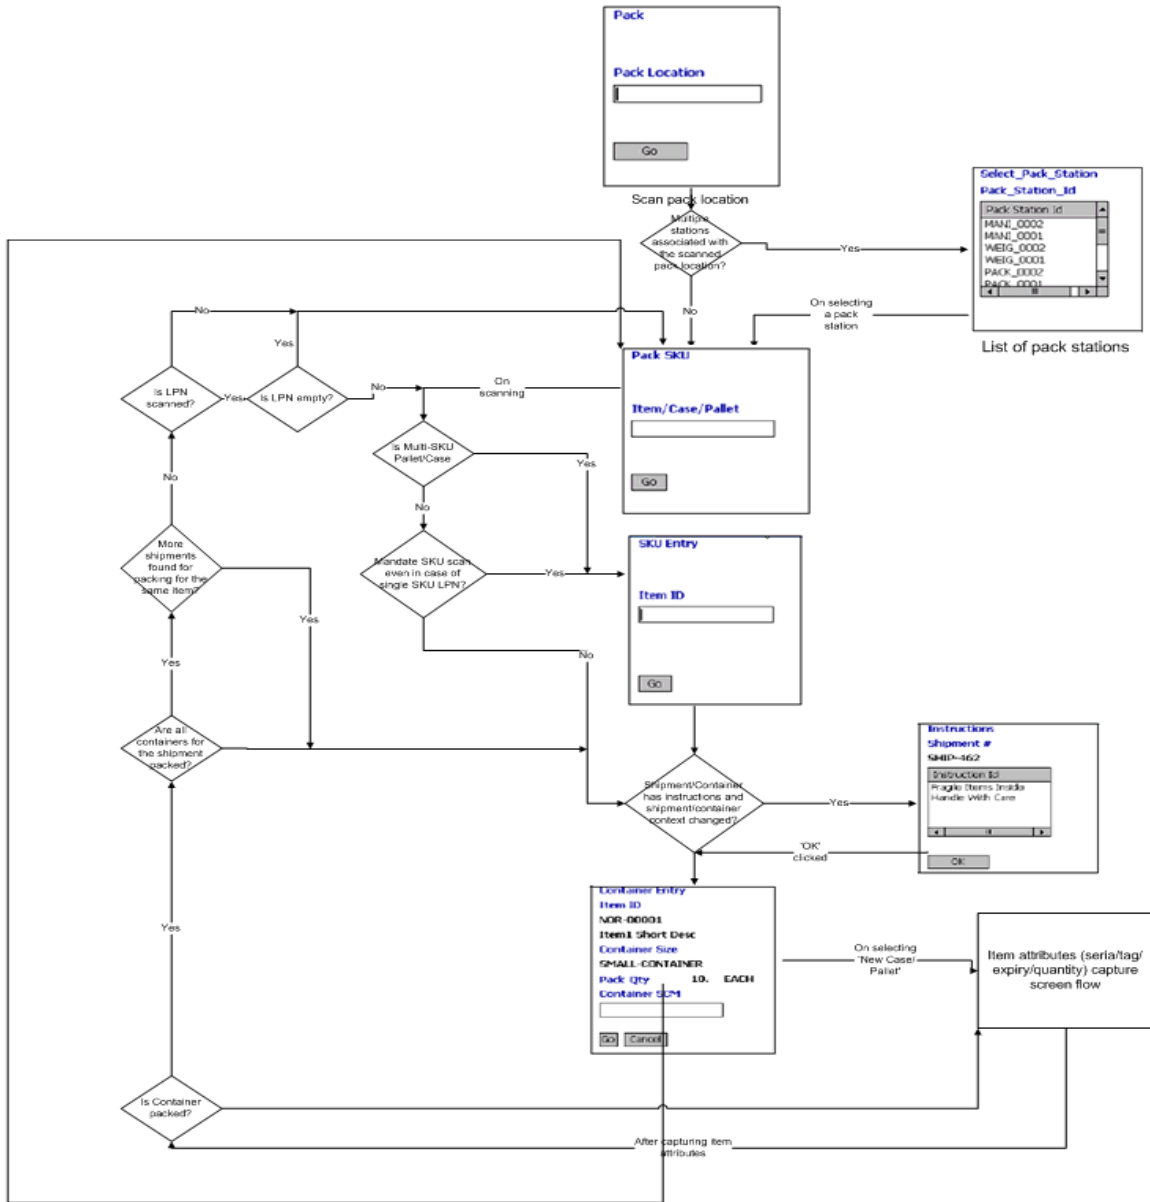 Pack
Pack Location
Go
Scan pack location
Multiple
stations
associated with
the scanned
pack location?
Yes
No
Select_Pack_Station
Pack_Station_Id
Pack Station Id
MANI_0002
MANI_0001
WEIG_0002
WEIG_0001
PACK_0002
PACK_0001
List of pack stations
On selecting
a pack
station
No
Yes
Is LPN
scanned?
Yes
Is LPN empty?
No
On
scanning
Pack SKU
Item/Case/Pallet
Go
Is Multi-SKU
Pallet/Case
Yes
No
No
More
shipments
found for
packing for the
same item?
Mandate SKU scan
even in case of
single SKU LPN?
Yes
SKU Entry
Item ID
Go
Yes
No
Yes
Are all
containers for
the shipment
packed?
Shipment/Container
has instructions and
shipment/container
context changed?
Yes
Instructions
Shipment #
SHIP-462
Instruction Id
Fragile Items Inside
Handle With Care
OK
'OK'
clicked
Container Entry
Item ID
NOR-00001
Item1 Short Desc
Container Size
SMALL-CONTAINER
Pack Qty 10. EACH
Container SCM
Go Cancel
Yes
On selecting
'New Case/
Pallet'
Item attributes (seria/tag/
expiry/quantity) capture
screen flow
Is Container
packed?
After capturing item
attributes